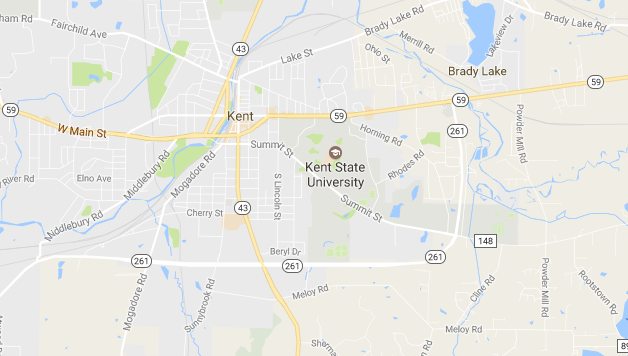 ham Rd
Fairchild Ave
Brady Lake Rd
Lakeview Dr
Brady Lake Rd
Merrill Rd
43
Lake St
Otio St
Brady Lake
59
59
59
Kent
59
W Main St
261
Horning Rd
Powder Mill Rd
Summit St
Kent State
University
Rhodes Rd
River Rd
Elno Ave
Middlebury Rd
Mogadore Rd
S Lincoln St
Summit St
43
Cherry St
Middlebury Rd
148
Beryl Dr
261
261
261
Meloy Rd
Mogadore Rd
Sunnybrook Rd
Cline Rd
Powder Mill Rd
Rootstown Rd
Meloy Rd
Rd